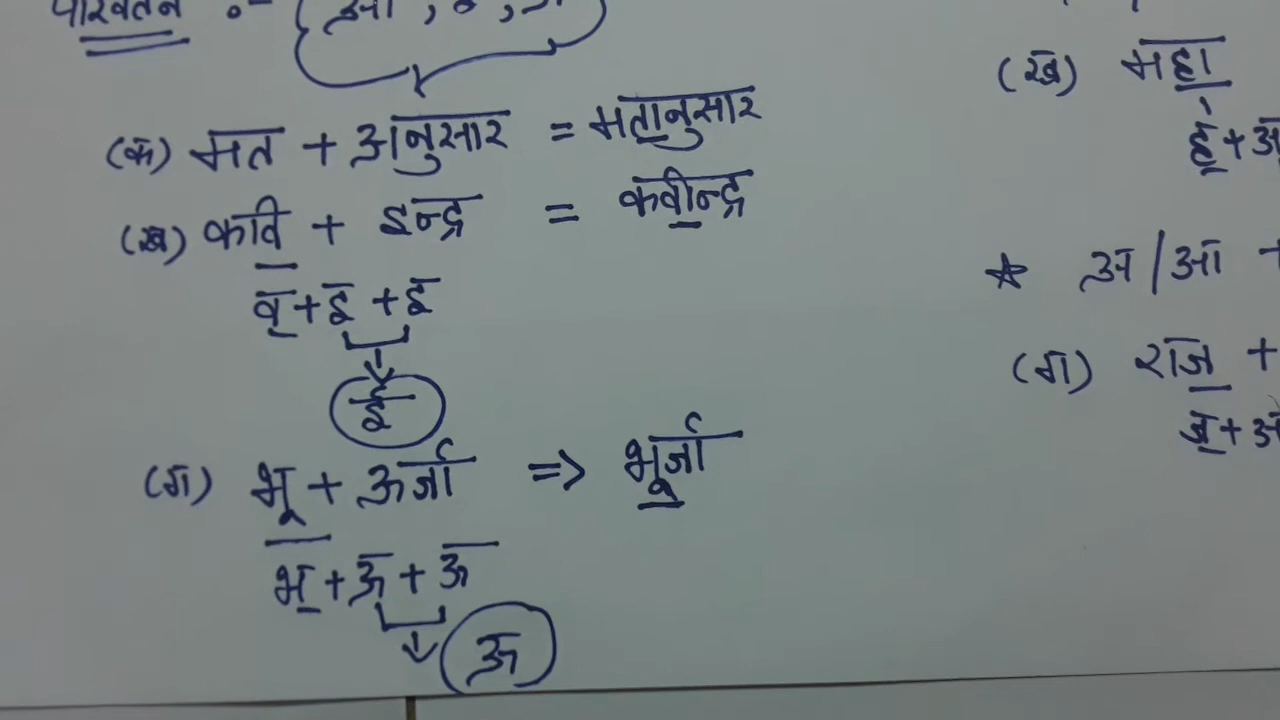 परिवर्तन :-
(क) मत + अनुसार = मतानुसार
(ख) कवि + इन्द्र = कवीन्द्र
व् + इ + इ
ई
(ग) भू + ऊर्जा => भूर्जा
भ् + ऊ + ऊ
ऊ
(ख) महा
ह् + अ
* अ/आ +
(ग) राज +
ज् + अ